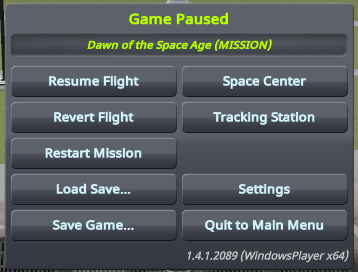 Game Paused
Dawn of the Space Age (MISSION)
Resume Flight Space Center
Revert Flight Tracking Station
Restart Mission
Load Save... Settings
Save Game... Quit to Main Menu
1.4.1.2089 (WindowsPlayer x64)